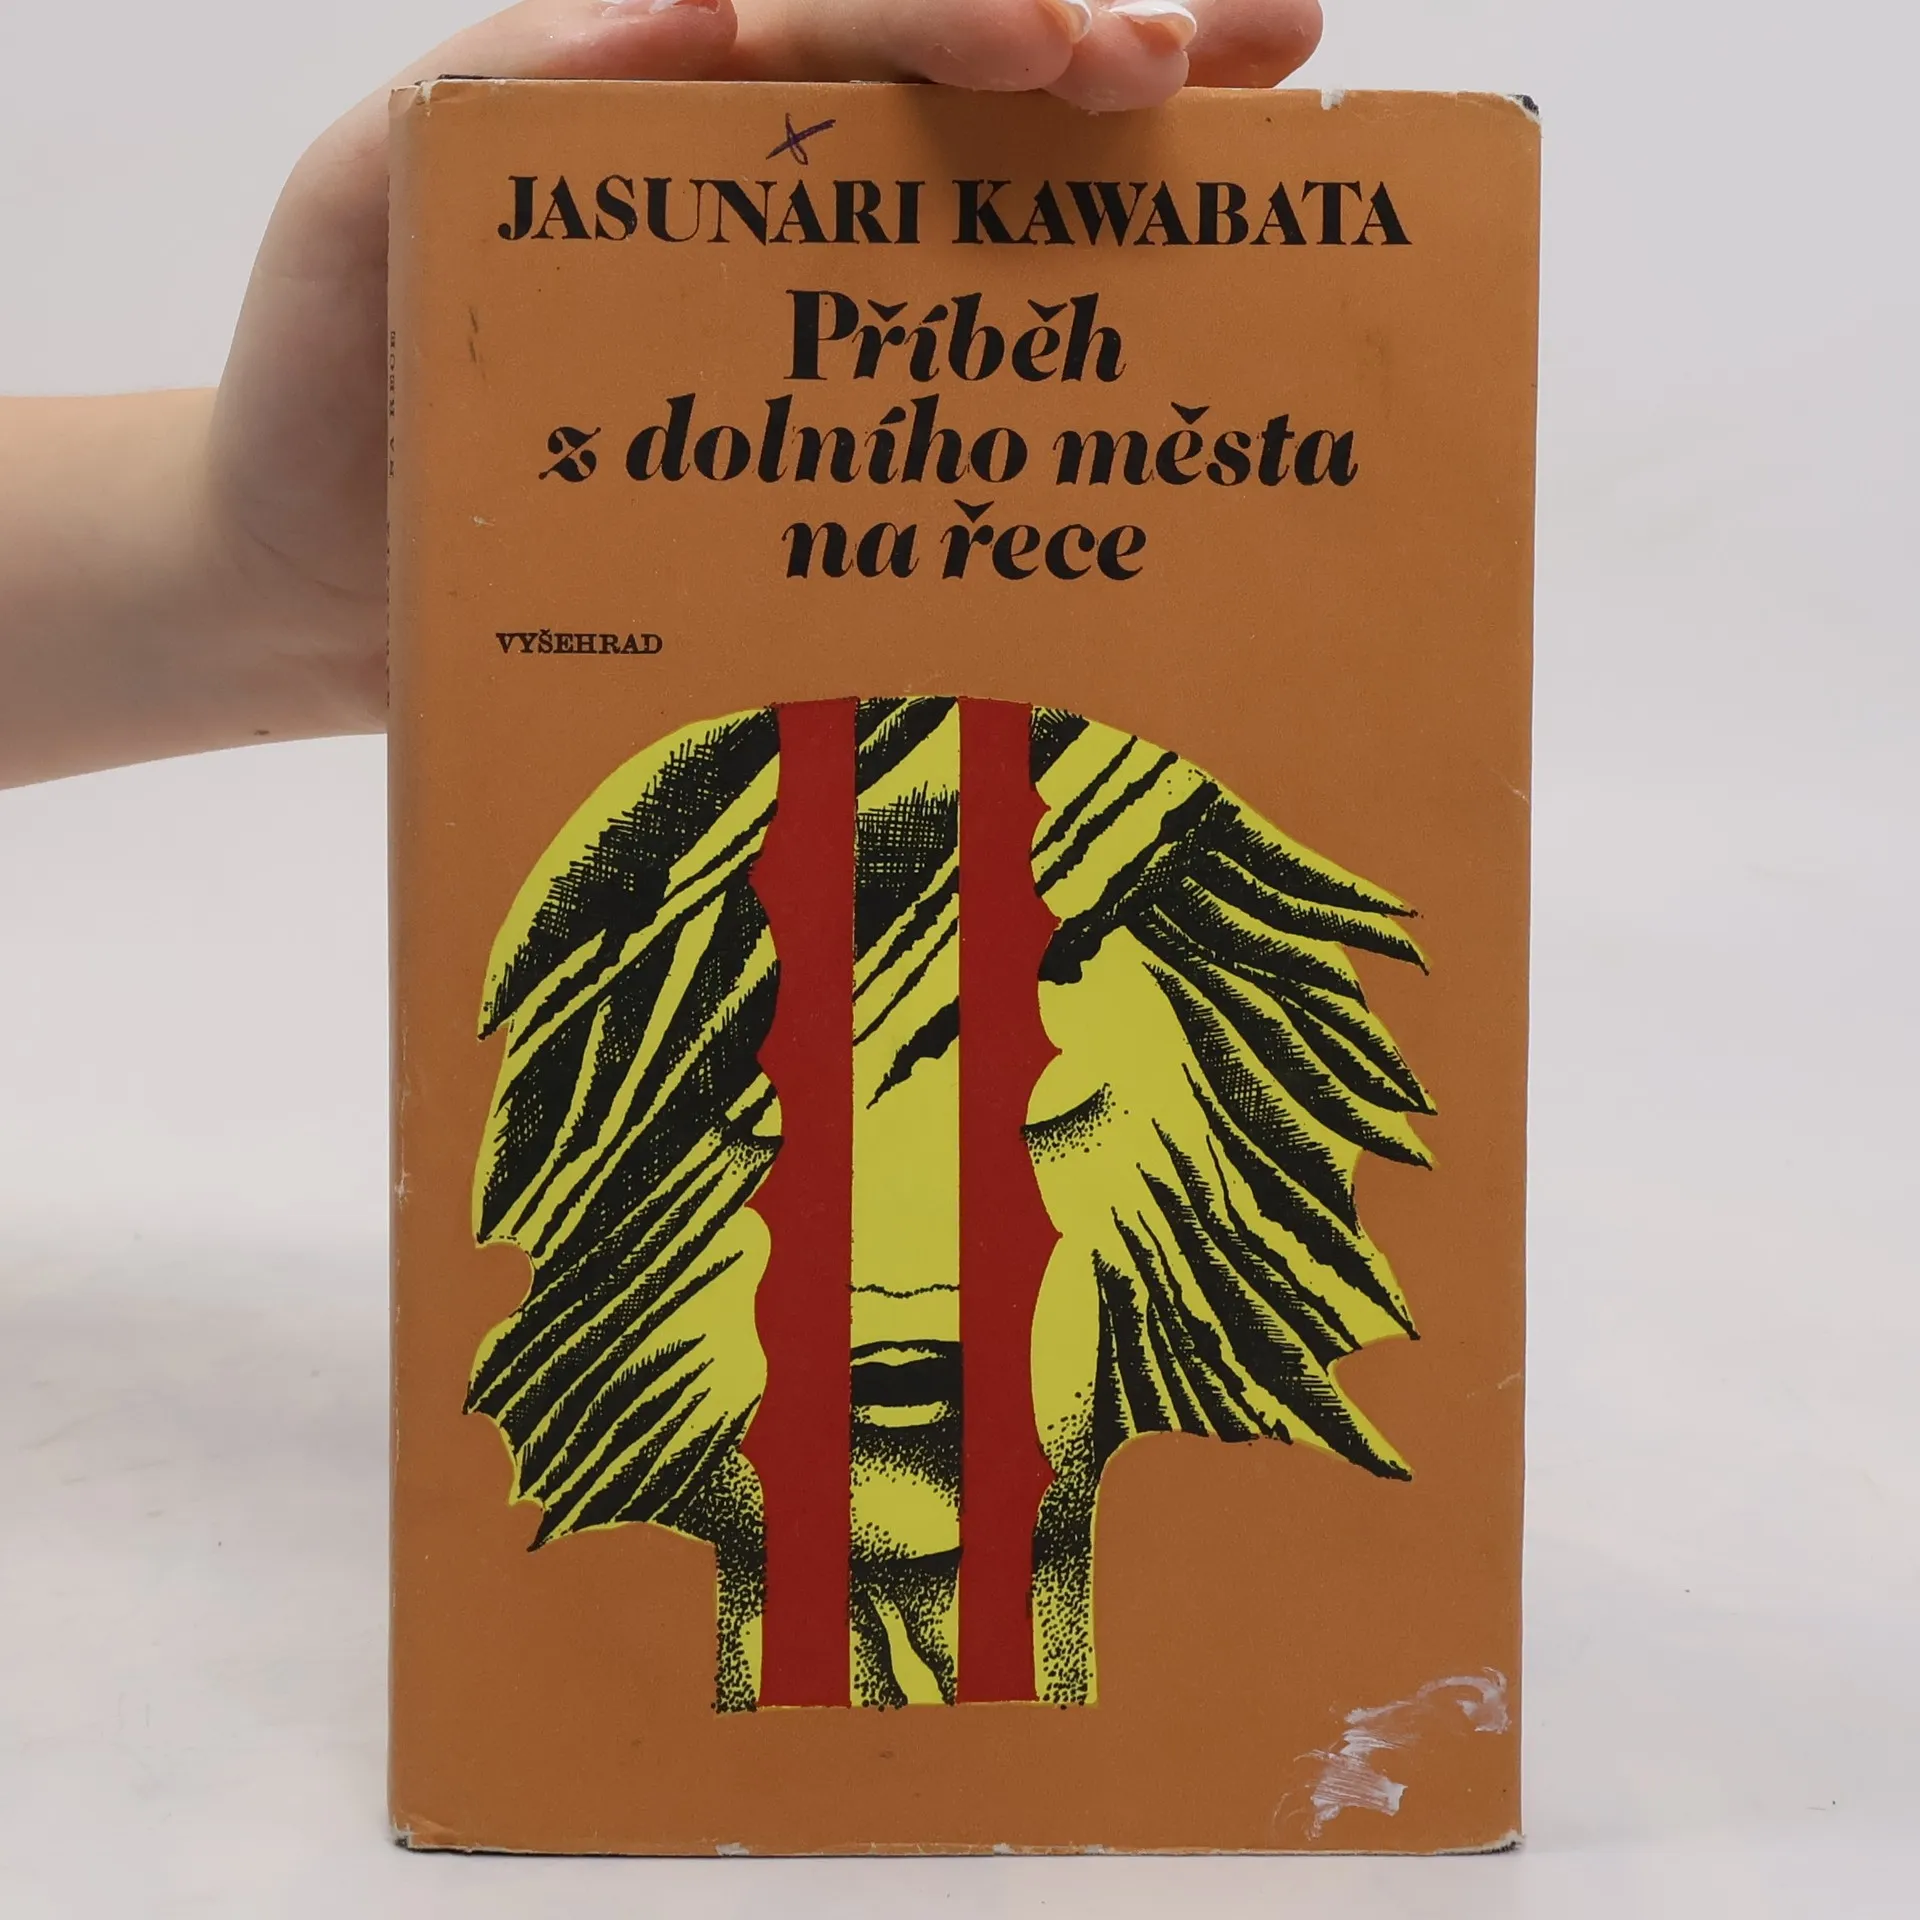 JASUNARI KAWABATA
Příběh
z dolního města
na řece
VYŠEHRAD